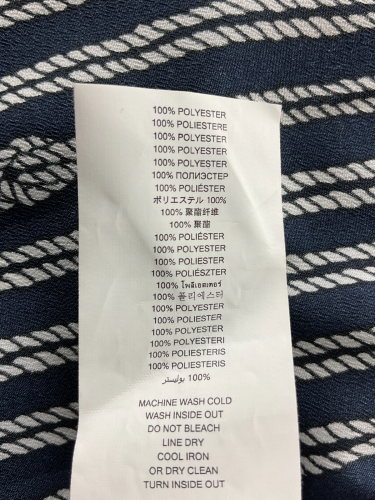 100% POLYESTER
100% POLIESTERE
100% POLYESTER
100% POLYESTER
100% POLYESTER
100% ПОЛИЭСТЕР
100% POLIÉSTER
ポリエステル 100%
100% 聚酯纤维
100% 聚酯
100% POLIÉSTER
100% POLYESTER
100% POLIESTER
100% POLIÉSZTER
100% โพลีเอสเตอร์
100% 폴리에스터
100% POLYESTER
100% POLIESTER
100% POLYESTER
100% POLYESTERI
100% POLIESTERIS
100% POLIESTERIS
100% بوليستر
MACHINE WASH COLD
WASH INSIDE OUT
DO NOT BLEACH
LINE DRY
COOL IRON
OR DRY CLEAN
TURN INSIDE OUT